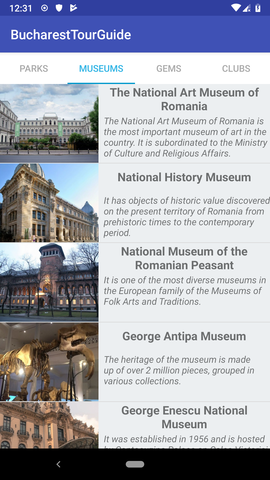 12:31
BucharestTourGuide
PARKS MUSEUMS GEMS CLUBS
The National Art Museum of
Romania
The National Art Museum of Romania is
the most important museum of art in the
country. It is subordinated to the Ministry
of Culture and Religious Affairs.
National History Museum
It has objects of historic value discovered
on the present territory of Romania from
prehistoric times to the contemporary
period.
National Museum of the
Romanian Peasant
It is one of the most diverse museums in
the European family of the Museums of
Folk Arts and Traditions.
George Antipa Museum
The heritage of the museum is made
up of over 2 million pieces, grouped in
various collections.
George Enescu National
Museum
It was established in 1956 and is hosted